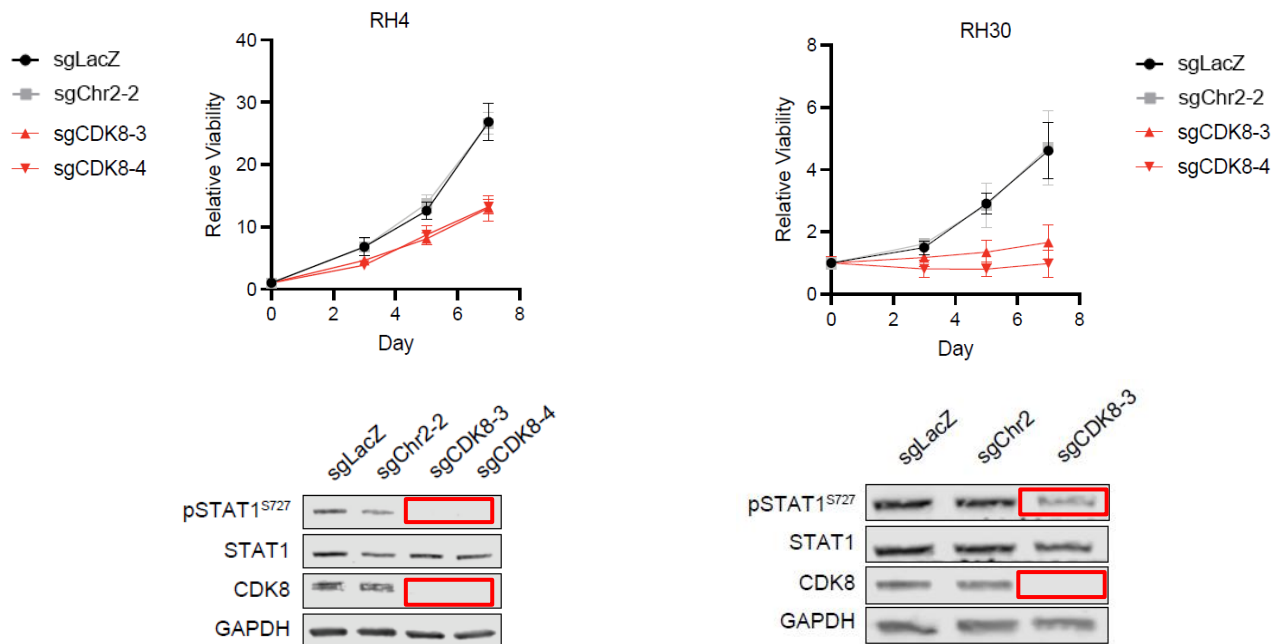 RH4
sgLacZ
sgChr2-2
sgCDK8-3
sgCDK8-4
Relative Viability
40
30
20
10
0
0 2 4 6 8
Day
RH30
sgLacZ
sgChr2-2
sgCDK8-3
sgCDK8-4
Relative Viability
8
6
4
2
0
0 2 4 6 8
Day
sgLacZ
sgChr2-2
sgCDK8-3
sgCDK8-4
pSTAT1S727
STAT1
CDK8
GAPDH
sgLacZ
sgChr2
sgCDK8-3
pSTAT1S727
STAT1
CDK8
GAPDH